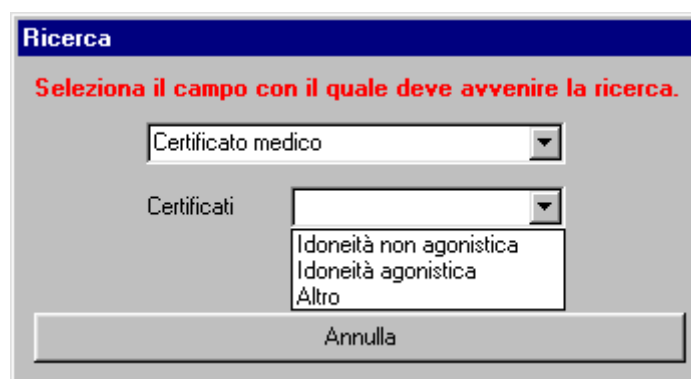 Ricerca
Seleziona il campo con il quale deve avvenire la ricerca.
Certificato medico
Certificati
Idoneità non agonistica
Idoneità agonistica
Altro
Annulla